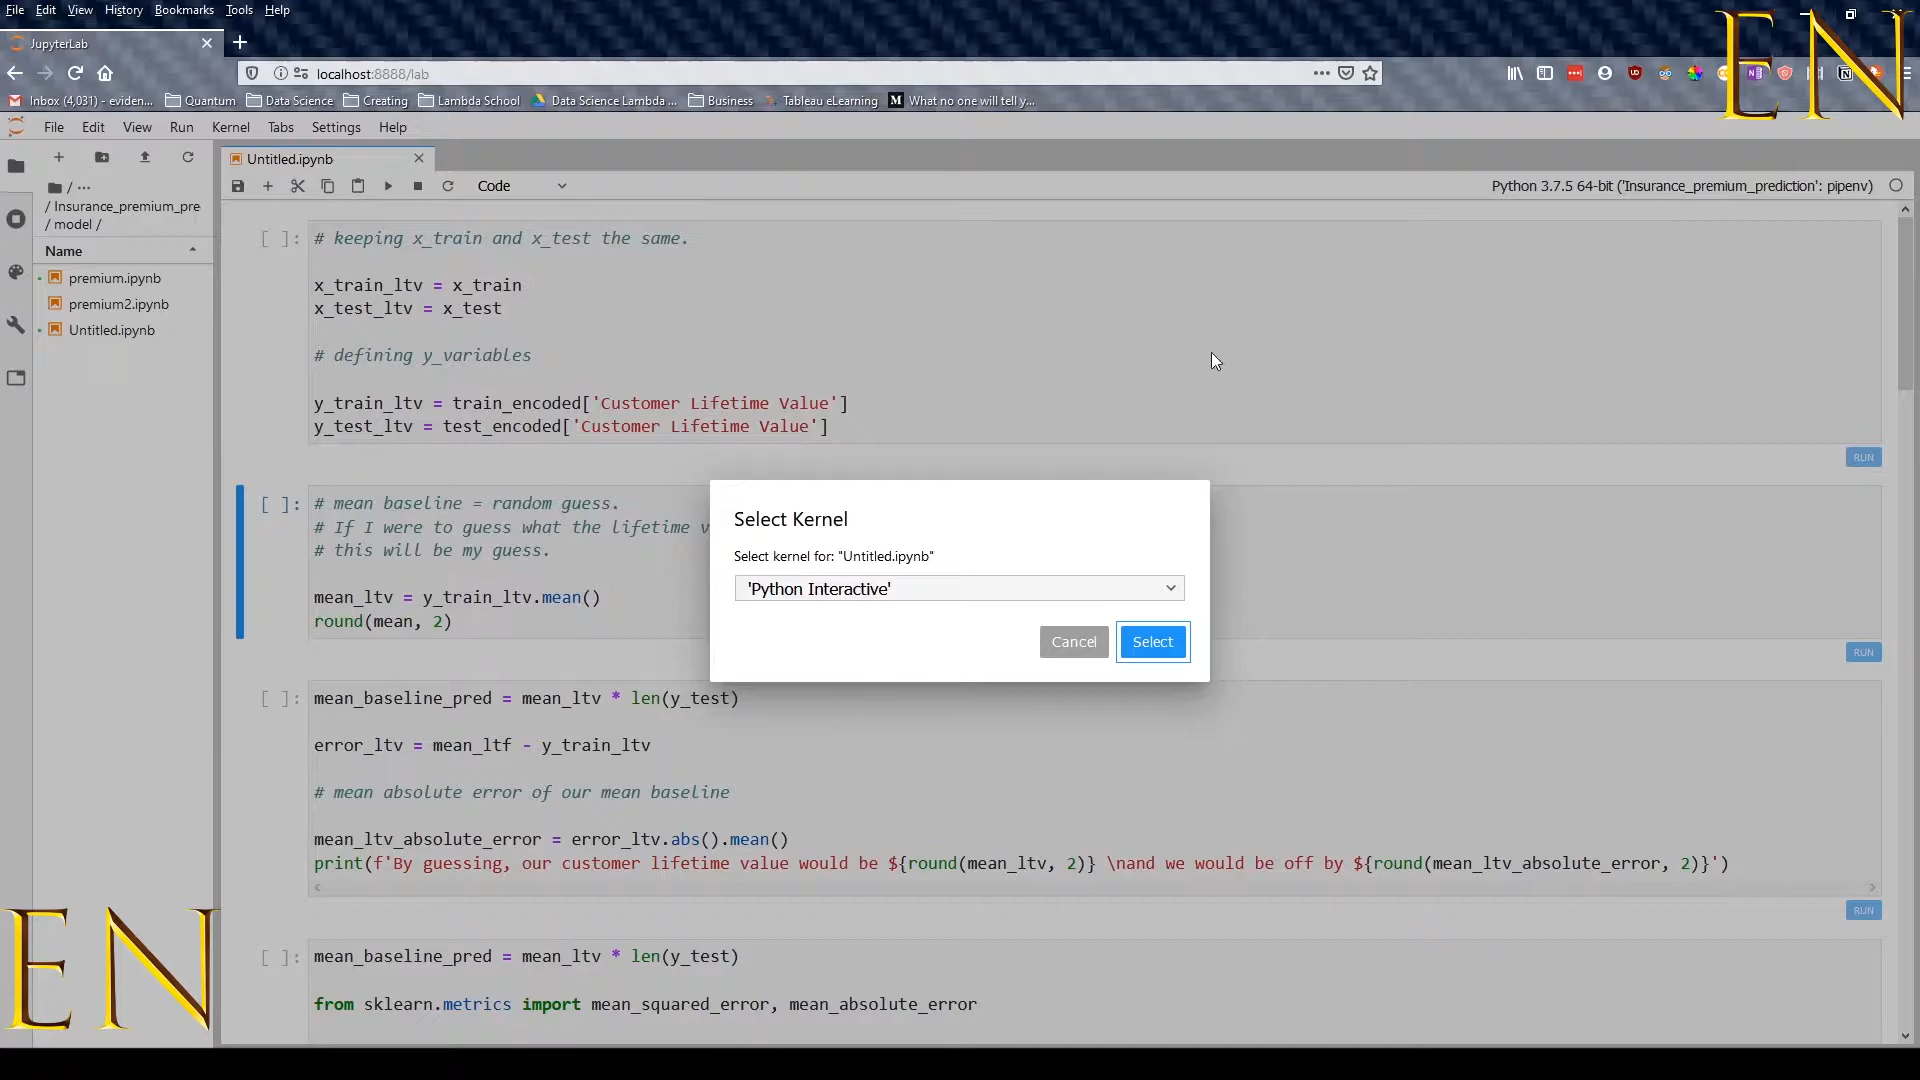 File Edit View History Bookmarks Tools Help
JupyterLab
localhost:8888/lab
Inbox (4,031) - eviden... Quantum Data Science Creating Lambda School Data Science Lambda ... Business Tableau eLearning M What no one will tell y...
EN
File Edit View Run Kernel Tabs Settings Help
Untitled.ipynb
Code
Python 3.7.5 64-bit ('Insurance_premium_prediction': pipenv)
/ ...
/ Insurance_premium_pre
/ model /
Name
premium.ipynb
premium2.ipynb
Untitled.ipynb
[ ]: # keeping x_train and x_test the same.
x_train_ltv = x_train
x_test_ltv = x_test
# defining y_variables
y_train_ltv = train_encoded['Customer Lifetime Value']
y_test_ltv = test_encoded['Customer Lifetime Value']
RUN
[ ]: # mean baseline = random guess.
# If I were to guess what the lifetime v
# this will be my guess.
mean_ltv = y_train_ltv.mean()
round(mean, 2)
RUN
Select Kernel
Select kernel for: "Untitled.ipynb"
'Python Interactive'
Cancel Select
[ ]: mean_baseline_pred = mean_ltv * len(y_test)
error_ltv = mean_ltf - y_train_ltv
# mean absolute error of our mean baseline
mean_ltv_absolute_error = error_ltv.abs().mean()
print(f'By guessing, our customer lifetime value would be ${round(mean_ltv, 2)} \nand we would be off by ${round(mean_ltv_absolute_error, 2)}')
RUN
[ ]: mean_baseline_pred = mean_ltv * len(y_test)
from sklearn.metrics import mean_squared_error, mean_absolute_error
EN